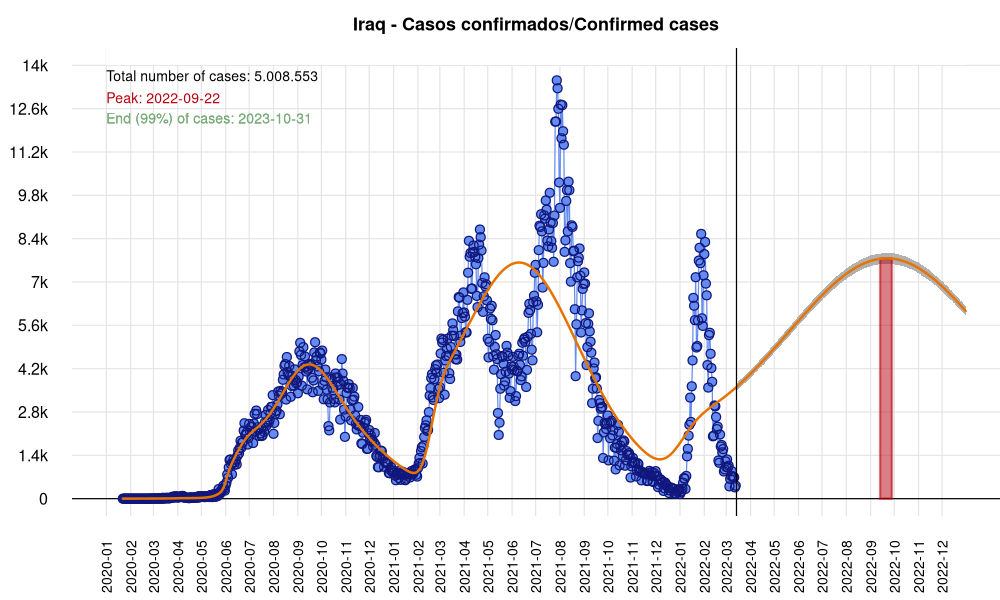 Iraq - Casos confirmados/Confirmed cases
Total number of cases: 5.008.553
Peak: 2022-09-22
End (99%) of cases: 2023-10-31
14k
12.6k
11.2k
9.8k
8.4k
7k
5.6k
4.2k
2.8k
1.4k
0
2020-01
2020-02
2020-03
2020-04
2020-05
2020-06
2020-07
2020-08
2020-09
2020-10
2020-11
2020-12
2021-01
2021-02
2021-03
2021-04
2021-05
2021-06
2021-07
2021-08
2021-09
2021-10
2021-11
2021-12
2022-01
2022-02
2022-03
2022-04
2022-05
2022-06
2022-07
2022-08
2022-09
2022-10
2022-11
2022-12